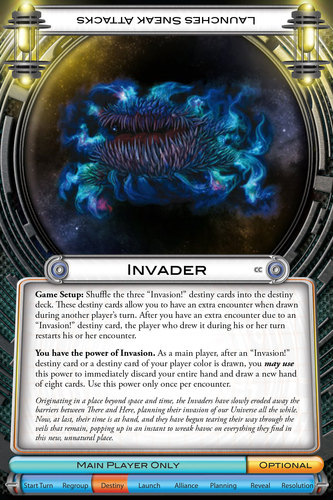 LAUNCHES SNEAK ATTACKS
INVADER
CC
Game Setup: Shuffle the three “Invasion!” destiny cards into the destiny
deck. These destiny cards allow you to have an extra encounter when drawn
during another player's turn. After you have an extra encounter due to an
“Invasion!” destiny card, the player who drew it during his or her turn
restarts his or her encounter.
You have the power of Invasion. As a main player, after an “Invasion!”
destiny card or a destiny card of your player color is drawn, you may use
this power to immediately discard your entire hand and draw a new hand
of eight cards. Use this power only once per encounter.
Originating in a place beyond space and time, the Invaders have slowly eroded away the
barriers between There and Here, planning their invasion of our Universe all the while.
Now, at last, their time is at hand, and they have begun tearing their way through the
veil that remains, popping up in an instant to wreak havoc on everything they find in
this new, unnatural place.
MAIN PLAYER ONLY
OPTIONAL
Start Turn Regroup Destiny Launch Alliance Planning Reveal Resolution